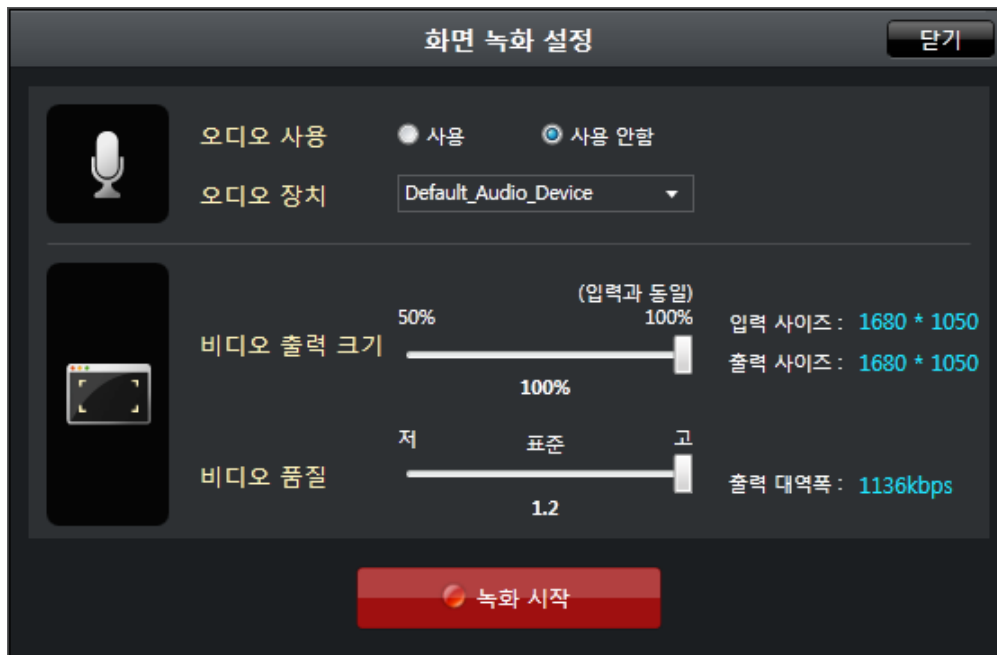 화면 녹화 설정
닫기
오디오 사용
사용
사용 안함
오디오 장치
Default_Audio_Device
(입력과 동일)
50%
100%
비디오 출력 크기
100%
입력 사이즈 : 1680 * 1050
출력 사이즈 : 1680 * 1050
저
표준
고
비디오 품질
1.2
출력 대역폭 : 1136kbps
녹화 시작